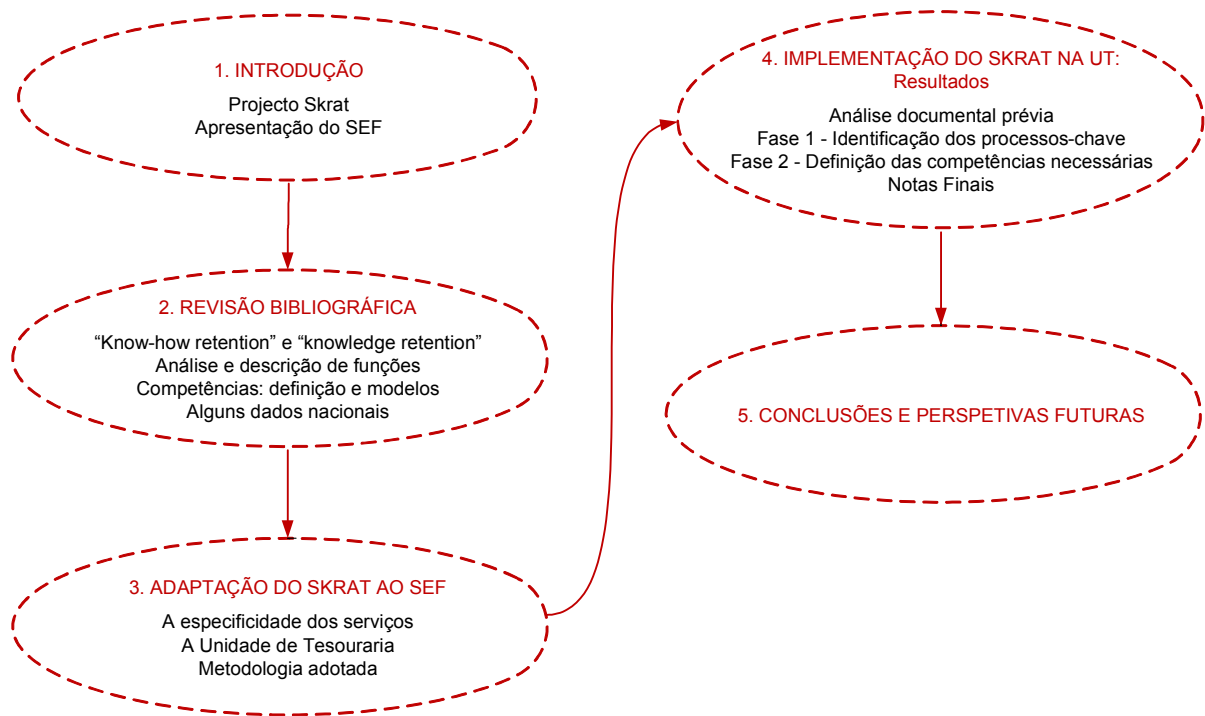 1. INTRODUÇÃO
Projecto Skrat
Apresentação do SEF
2. REVISÃO BIBLIOGRÁFICA
“Know-how retention” e “knowledge retention”
Análise e descrição de funções
Competências: definição e modelos
Alguns dados nacionais
3. ADAPTAÇÃO DO SKRAT AO SEF
A especificidade dos serviços
A Unidade de Tesouraria
Metodologia adotada
4. IMPLEMENTAÇÃO DO SKRAT NA UT:
Resultados
Análise documental prévia
Fase 1 - Identificação dos processos-chave
Fase 2 - Definição das competências necessárias
Notas Finais
5. CONCLUSÕES E PERSPETIVAS FUTURAS